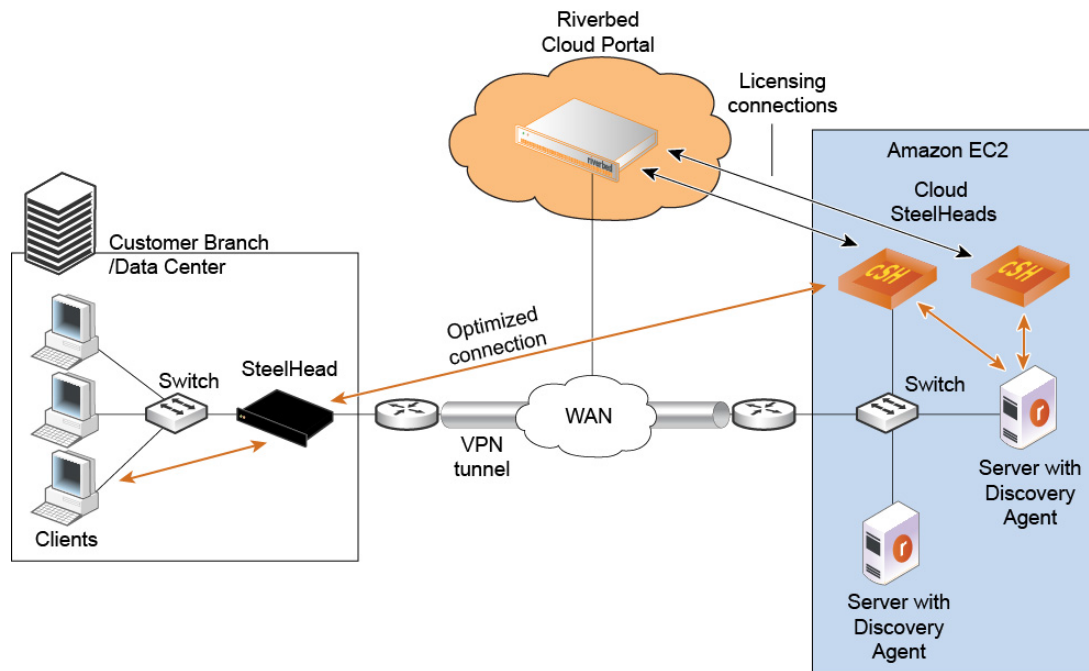 Riverbed
Cloud Portal
Licensing
connections
riverbed
Amazon EC2
Cloud
SteelHeads
CSH
CSH
Customer Branch
/Data Center
Optimized
connection
SteelHead
Switch
Switch
WAN
VPN
tunnel
r
Server with
Discovery
Agent
Clients
r
Server with
Discovery
Agent